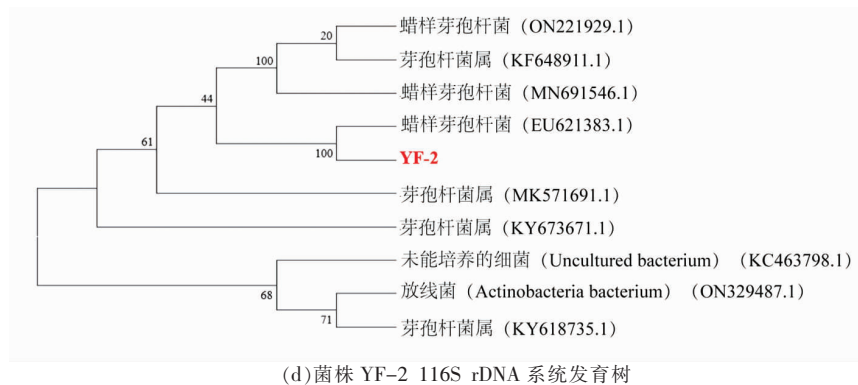 蜡样芽孢杆菌（ON221929.1）
20
芽孢杆菌属（KF648911.1）
100
蜡样芽孢杆菌（MN691546.1）
44
蜡样芽孢杆菌（EU621383.1）
61
100
YF-2
芽孢杆菌属（MK571691.1）
芽孢杆菌属（KY673671.1）
未能培养的细菌（Uncultured bacterium）（KC463798.1）
68
放线菌（Actinobacteria bacterium）（ON329487.1）
71
芽孢杆菌属（KY618735.1）
(d)菌株 YF-2 116S rDNA 系统发育树